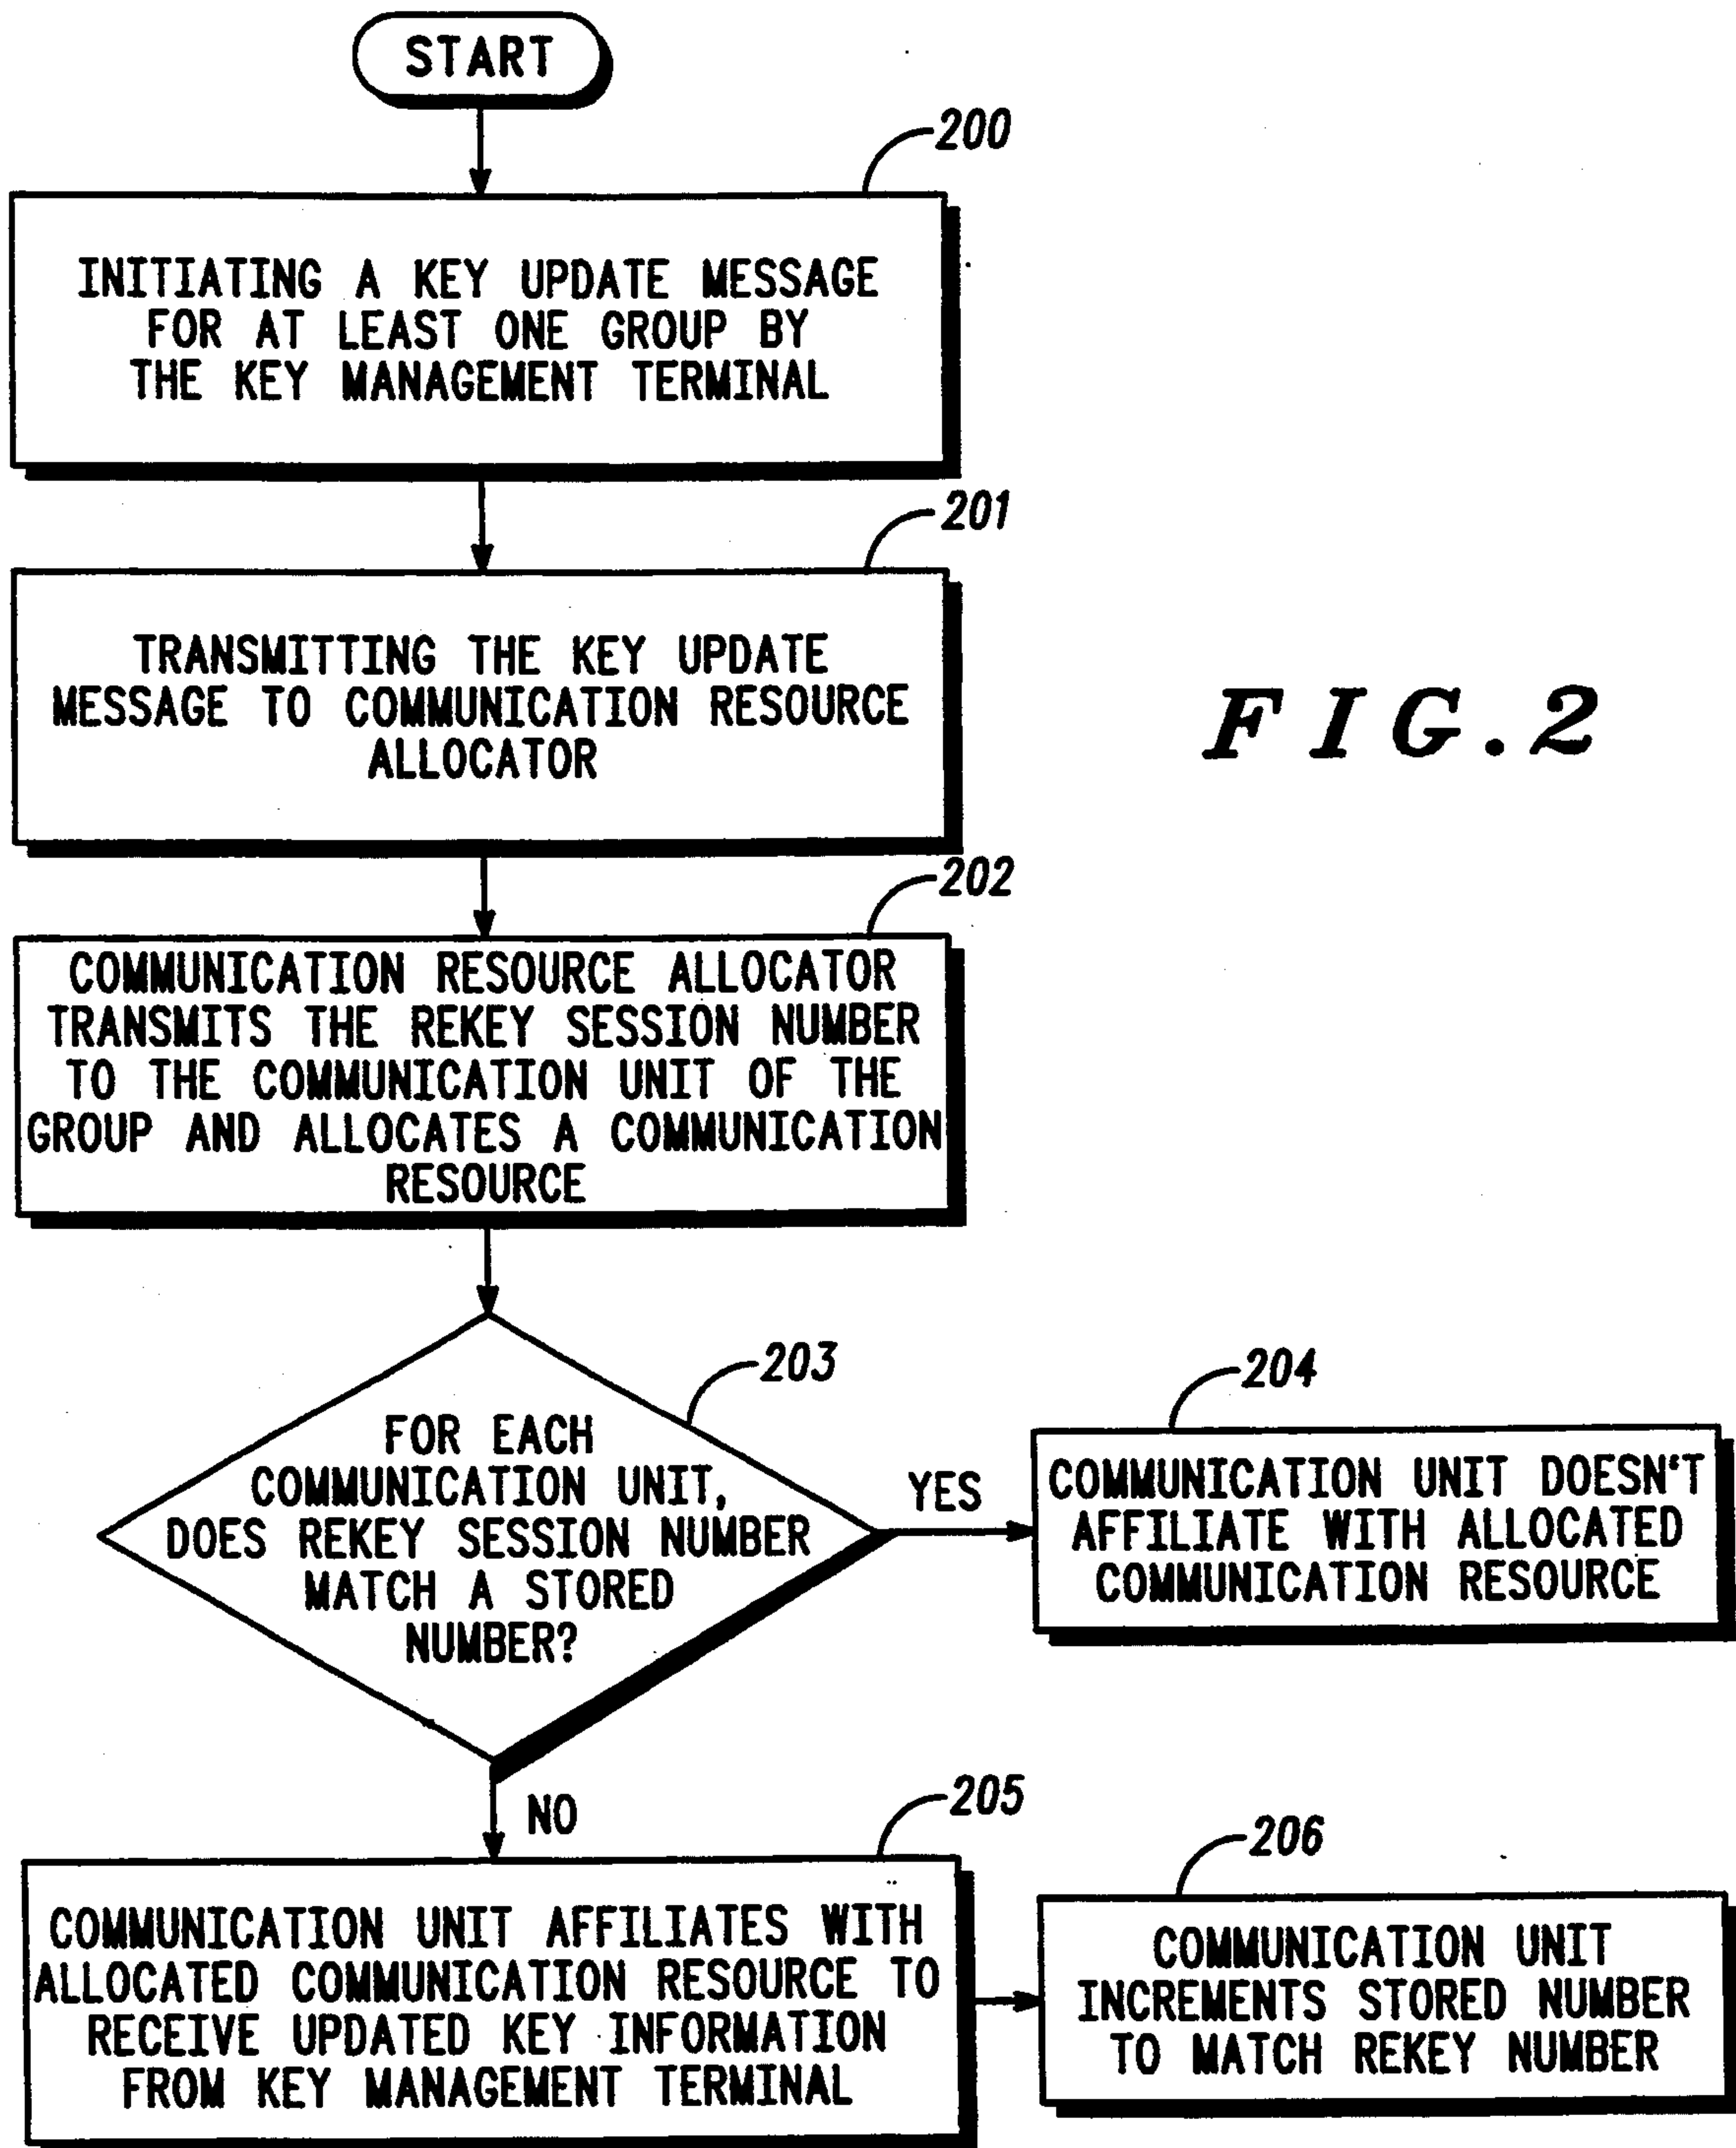 START
200
INITIATING A KEY UPDATE MESSAGE
FOR AT LEAST ONE GROUP BY
THE KEY MANAGEMENT TERMINAL
201
TRANSMITTING THE KEY UPDATE
MESSAGE TO COMMUNICATION RESOURCE
ALLOCATOR
FIG.2
202
COMMUNICATION RESOURCE ALLOCATOR
TRANSMITS THE REKEY SESSION NUMBER
TO THE COMMUNICATION UNIT OF THE
GROUP AND ALLOCATES A COMMUNICATION
RESOURCE
203
FOR EACH
COMMUNICATION UNIT,
DOES REKEY SESSION NUMBER
MATCH A STORED
NUMBER?
YES
204
COMMUNICATION UNIT DOESN'T
AFFILIATE WITH ALLOCATED
COMMUNICATION RESOURCE
NO
205
COMMUNICATION UNIT AFFILIATES WITH
ALLOCATED COMMUNICATION RESOURCE TO
RECEIVE UPDATED KEY INFORMATION
FROM KEY MANAGEMENT TERMINAL
206
COMMUNICATION UNIT
INCREMENTS STORED NUMBER
TO MATCH REKEY NUMBER